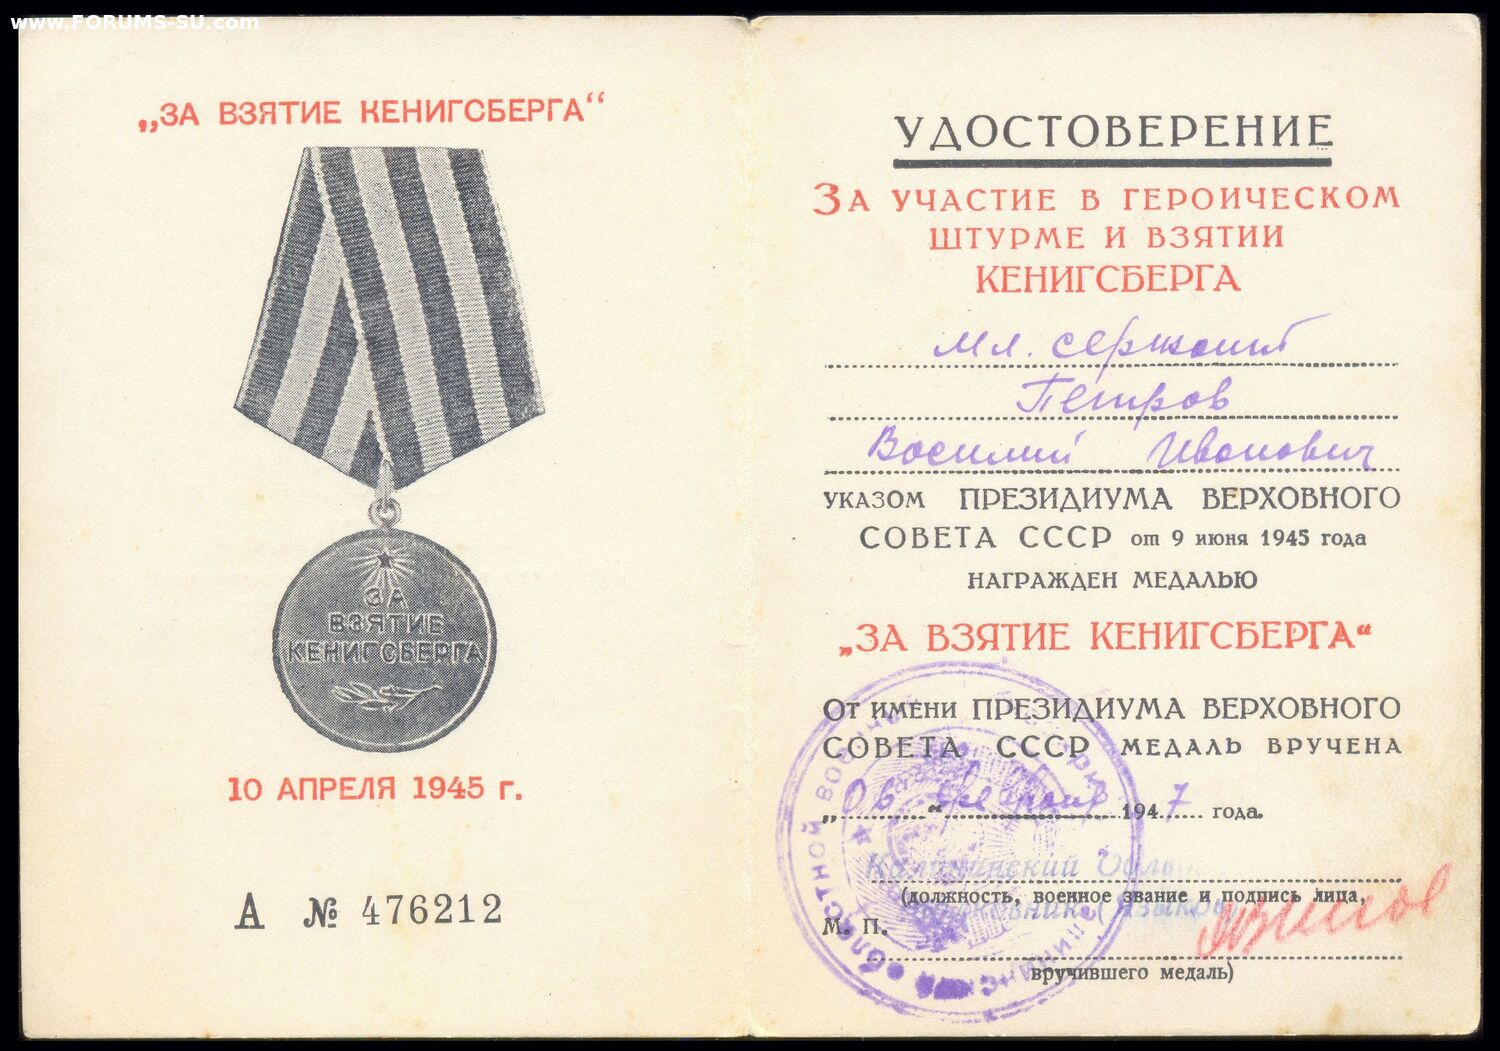 www.FORUMS-SU.com
„ЗА ВЗЯТИЕ КЕНИГСБЕРГА“
ЗА
ВЗЯТИЕ
КЕНИГСБЕРГА
10 АПРЕЛЯ 1945 г.
А № 476212
УДОСТОВЕРЕНИЕ
ЗА УЧАСТИЕ В ГЕРОИЧЕСКОМ
ШТУРМЕ И ВЗЯТИИ
КЕНИГСБЕРГА
Мл. сержант
Петров
Василий Иванович
УКАЗОМ ПРЕЗИДИУМА ВЕРХОВНОГО
СОВЕТА СССР от 9 июня 1945 года
НАГРАЖДЕН МЕДАЛЬЮ
„ЗА ВЗЯТИЕ КЕНИГСБЕРГА“
ОТ ИМЕНИ ПРЕЗИДИУМА ВЕРХОВНОГО
СОВЕТА СССР МЕДАЛЬ ВРУЧЕНА
„06“ февраля 1947 года.
Калининский
(должность, военное звание и подпись лица,
М. П.
вручившего медаль)